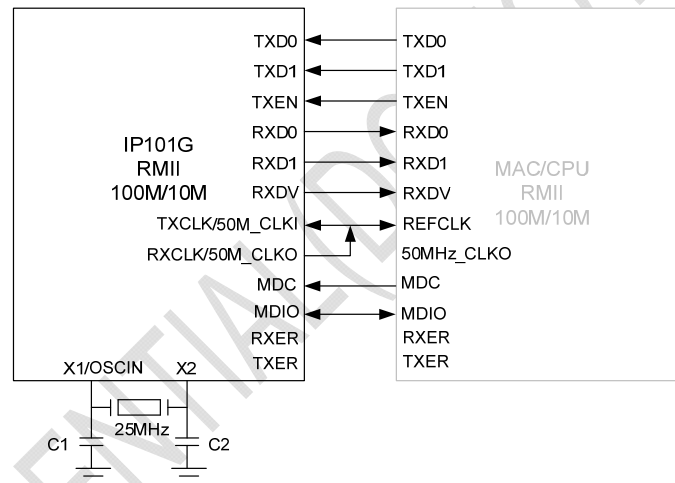 TXD0
TXD1
TXEN
RXD0
RXD1
RXDV
TXCLK/50M_CLKI
RXCLK/50M_CLKO
MDC
MDIO
RXER
TXER
IP101G
RMII
100M/10M
X1/OSCIN X2
25MHz
C1 C2
TXD0
TXD1
TXEN
RXD0
RXD1
RXDV
REFCLK
50MHz_CLKO
MDC
MDIO
RXER
TXER
MAC/CPU
RMII
100M/10M